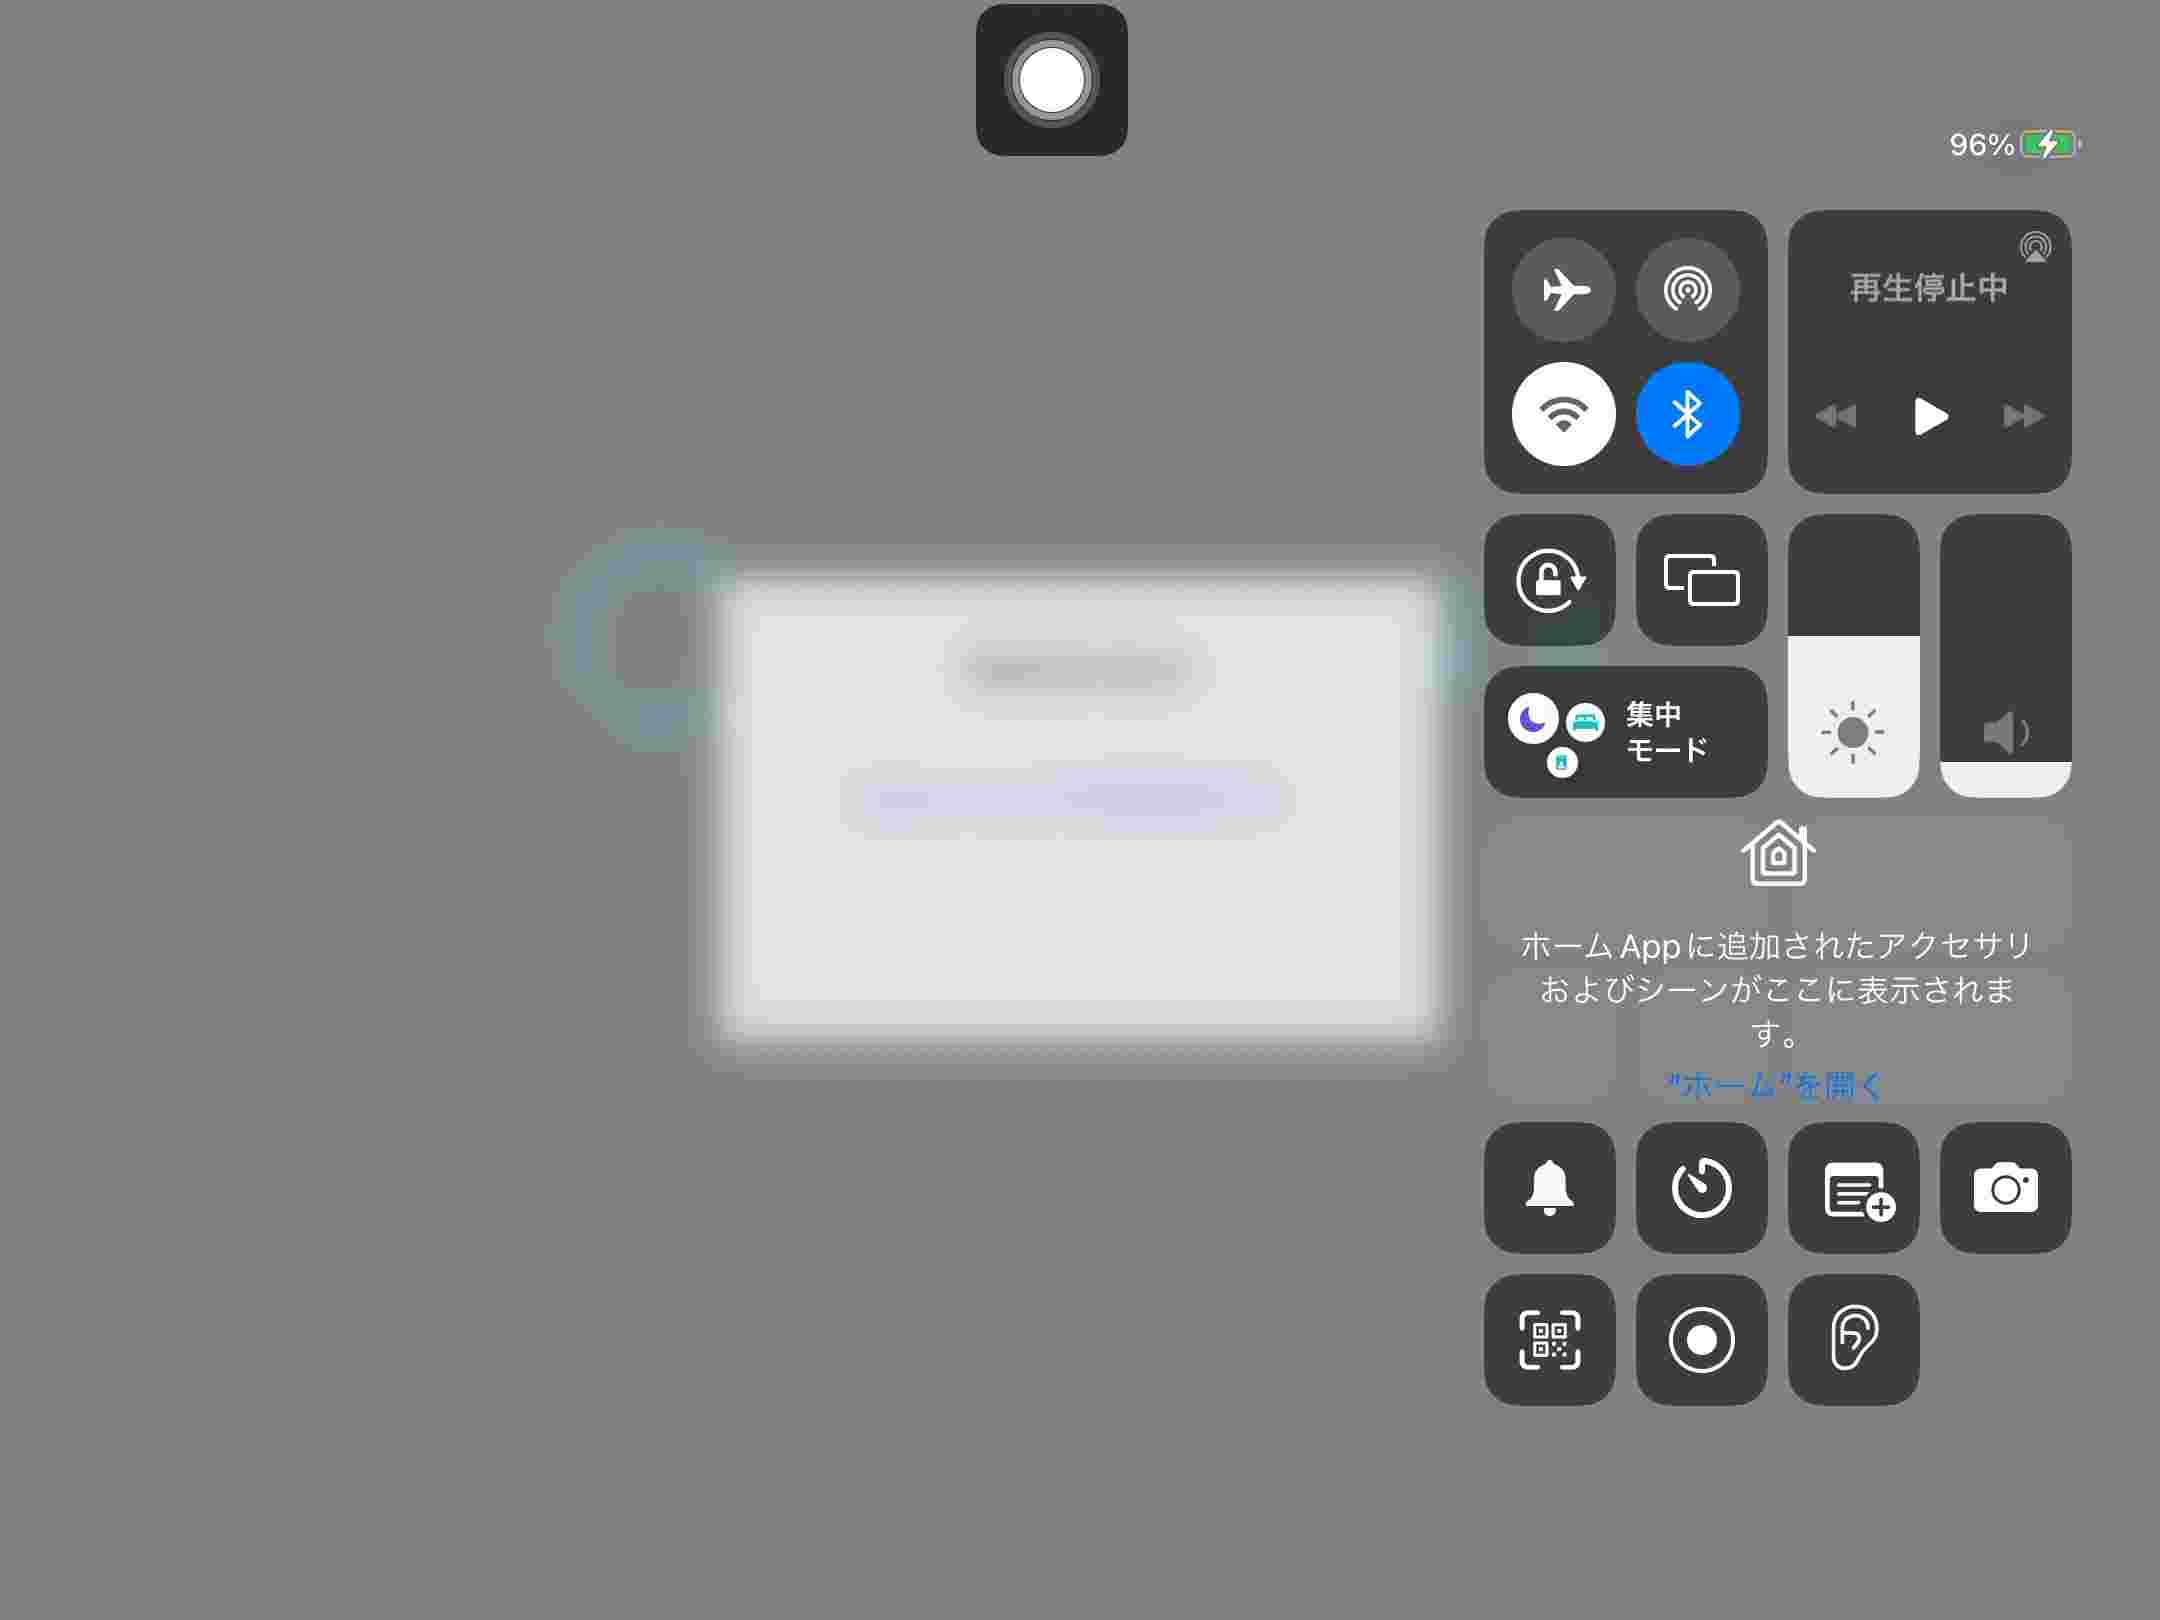 96%
再生停止中
集中
モード
ホームAppに追加されたアクセサリ
およびシーンがここに表示されま
す。
"ホーム"を開く